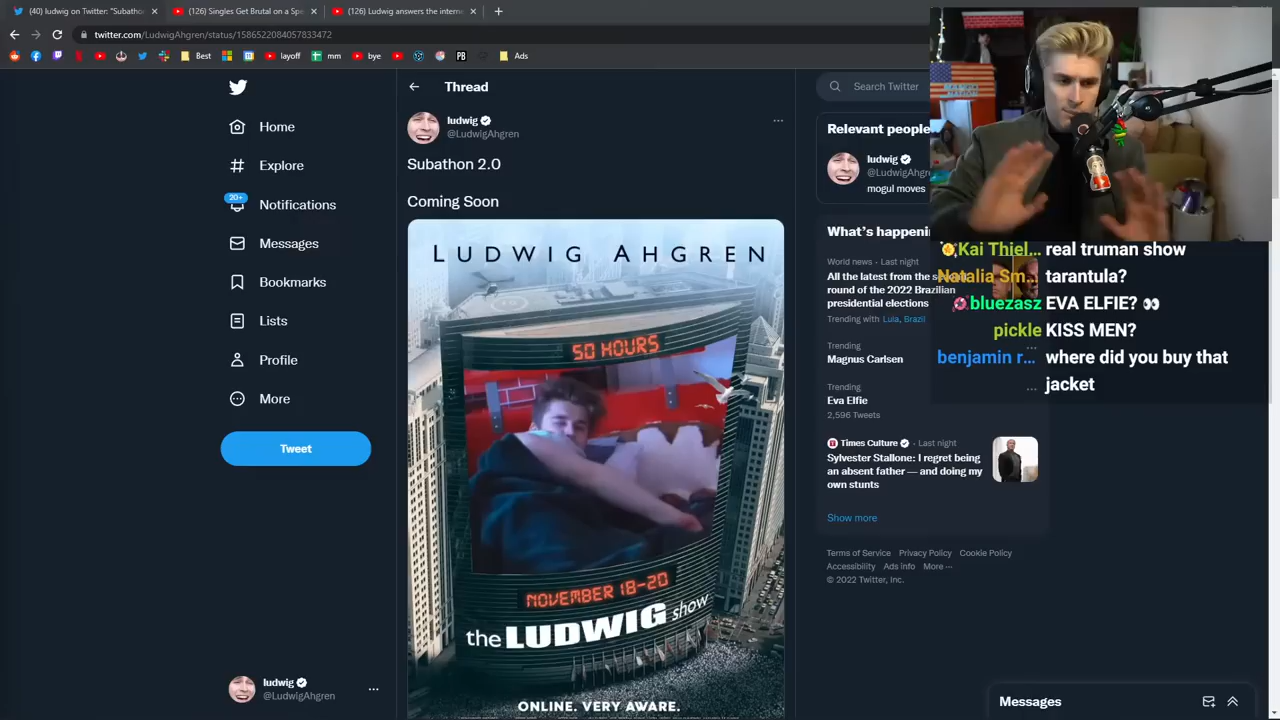 (40) ludwig on Twitter: "Subatho
(126) Singles Get Brutal on a Spe
(126) Ludwig answers the interne
twitter.com/LudwigAhgren/status/
Best
layoff
mm
bye
PB
Ads
Home
Explore
20+
Notifications
Messages
Bookmarks
Lists
Profile
More
Tweet
ludwig
@LudwigAhgren
Thread
ludwig
@LudwigAhgren
Subathon 2.0
Coming Soon
LUDWIG AHGREN
50 HOURS
NOVEMBER 18-20
the LUDWIG show
ONLINE. VERY AWARE.
Search Twitter
Relevant people
ludwig
@LudwigAhgre
mogul moves
What's happenin
World news · Last night
All the latest from the
round of the 2022 Brazilian
presidential elections
Trending with: Lula, Brazil
Trending
Magnus Carlsen
Trending
Eva Elfie
2,596 Tweets
Times Culture · Last night
Sylvester Stallone: I regret being
an absent father — and doing my
own stunts
Show more
Terms of Service Privacy Policy Cookie Policy
Accessibility Ads info More ...
© 2022 Twitter, Inc.
Kai Thiel... real truman show
Natalia Sm... tarantula?
bluezasz EVA ELFIE? 👀
pickle KISS MEN?
benjamin r... where did you buy that
jacket
Messages